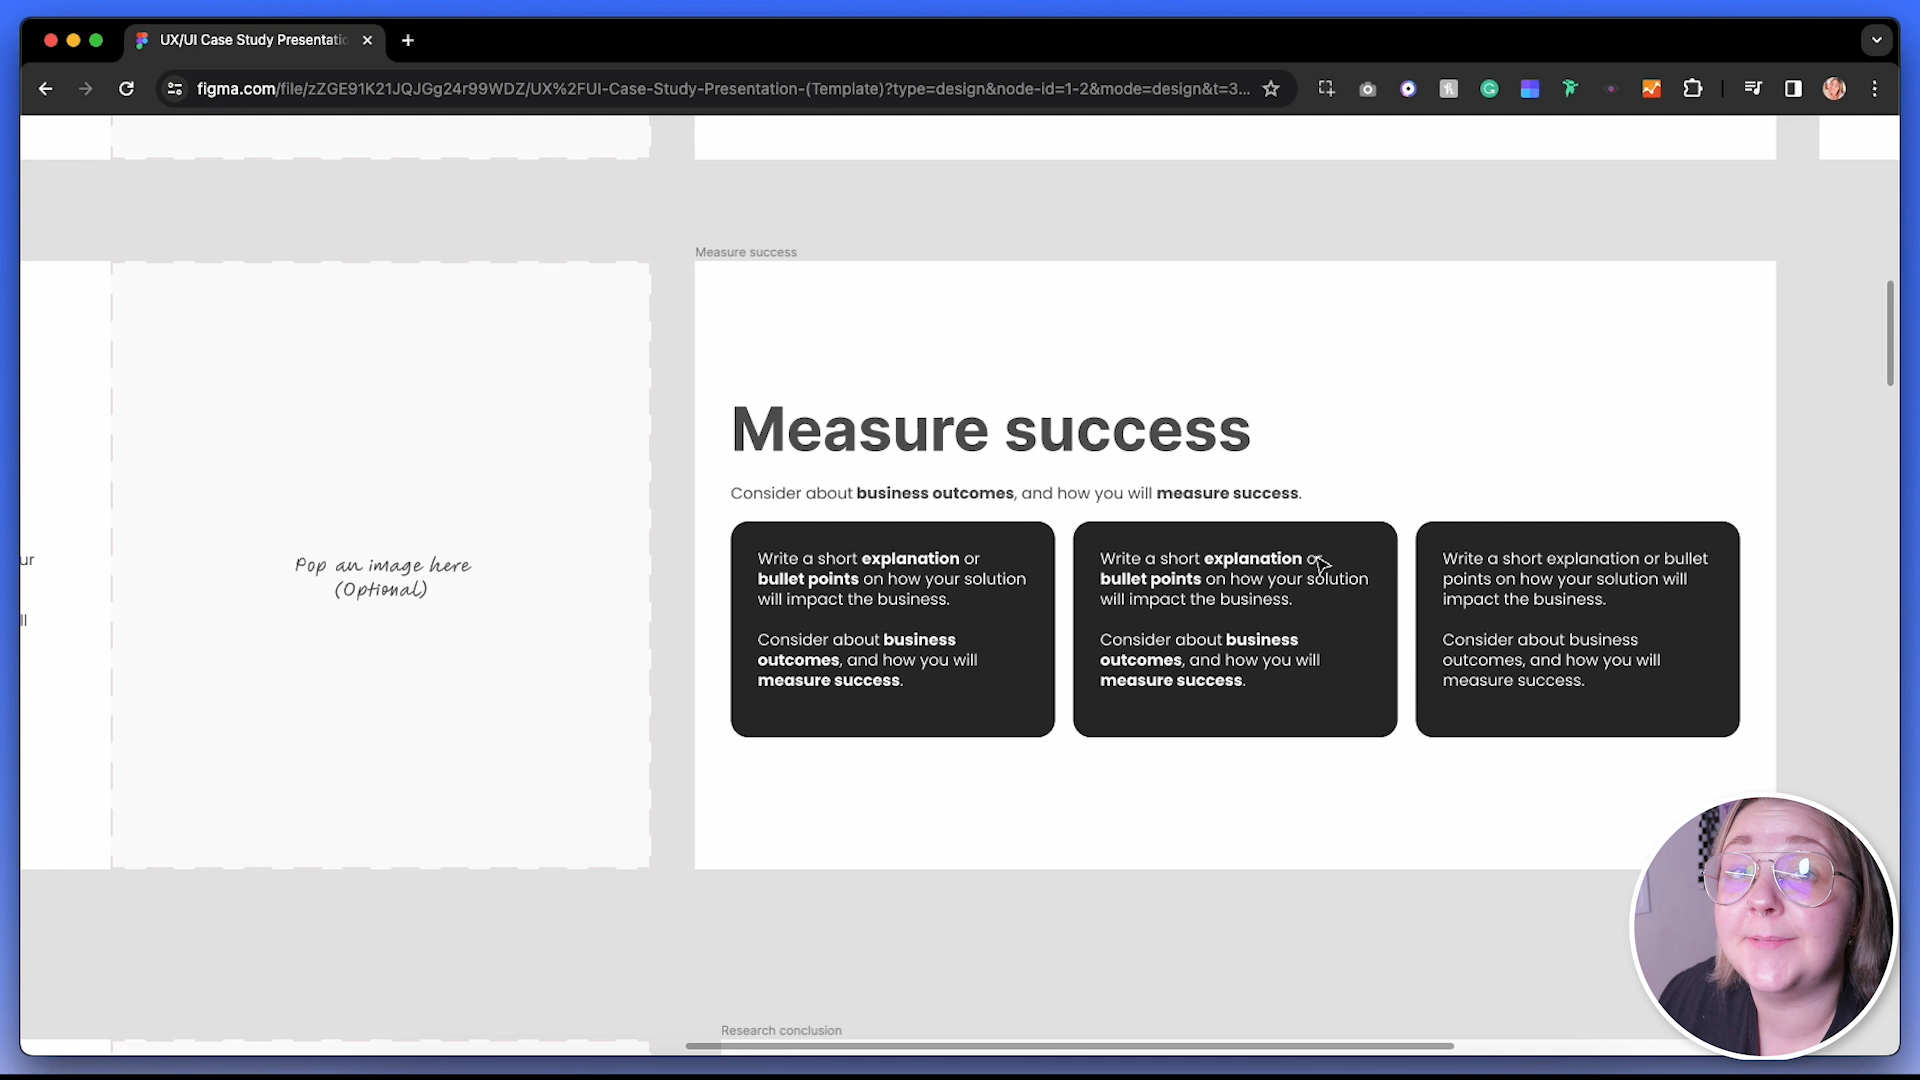 UX/UI Case Study Presentatio
figma.com/file/zZGE91K21JQJGg24r99WDZ/UX%2FUI-Case-Study-Presentation-(Template)?type=design&node-id=1-2&mode=design&t=3...
Measure success
Measure success
Consider about business outcomes, and how you will measure success.
Write a short explanation or
bullet points on how your solution
will impact the business.
Consider about business
outcomes, and how you will
measure success.
Write a short explanation or
bullet points on how your solution
will impact the business.
Consider about business
outcomes, and how you will
measure success.
Write a short explanation or bullet
points on how your solution will
impact the business.
Consider about business
outcomes, and how you will
measure success.
ur
ll
Pop an image here
(Optional)
Research conclusion